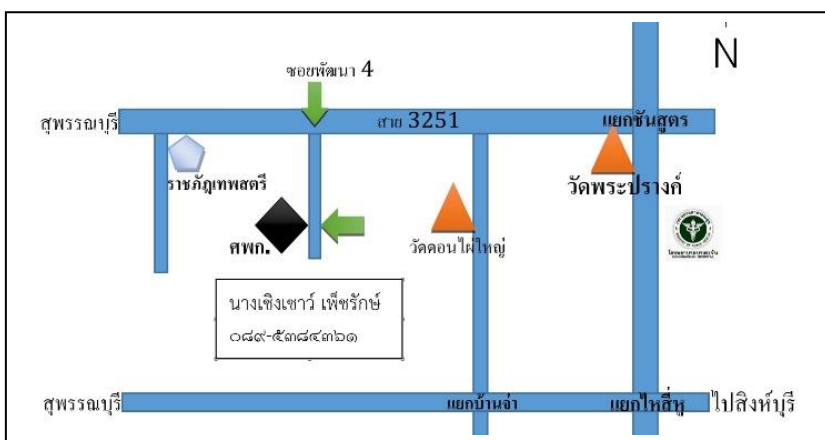 น่
N
ซอยพัฒนา 4
สุพรรณบุรี
สาย 3251
แยกชันสูตร
ราชภัฎเทพสตรี
วัดพระปรางค์
ศพก.
วัดดอนไผ่ใหญ่
นางเชิงเชาว์ เพ็ชรักษ์
๐๘๙-๕๓๘๔๓๖๑
สุพรรณบุรี
แยกบ้านจ่า
แยกไหสี่หู
ไปสิงห์บุรี